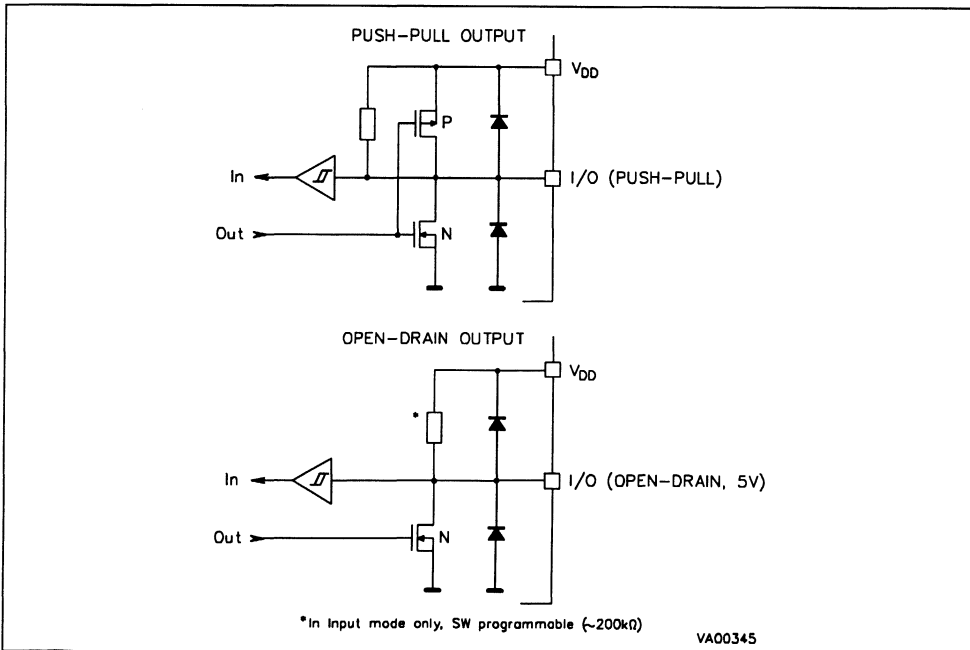 PUSH-PULL OUTPUT
VDD
P
In
I/O (PUSH-PULL)
Out
N
OPEN-DRAIN OUTPUT
VDD
*
In
I/O (OPEN-DRAIN, 5V)
Out
N
*In Input mode only, SW programmable (~200kΩ)
VA00345